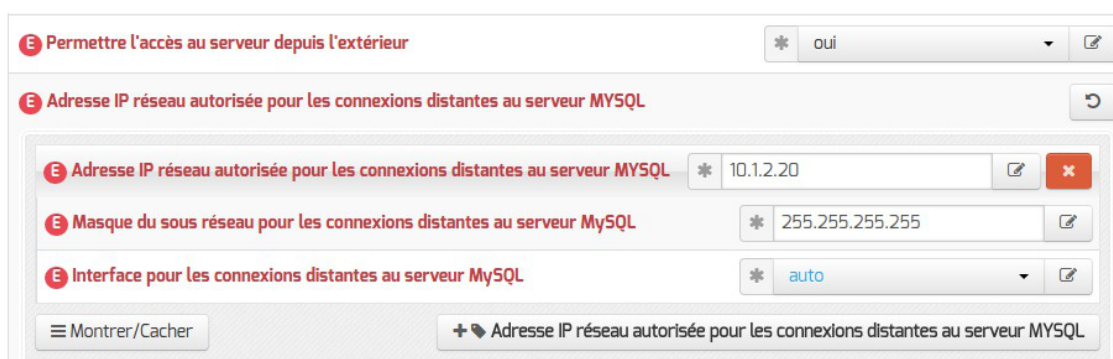 E Permettre l'accès au serveur depuis l'extérieur oui
E Adresse IP réseau autorisée pour les connexions distantes au serveur MYSQL
E Adresse IP réseau autorisée pour les connexions distantes au serveur MYSQL 10.1.2.20
E Masque du sous réseau pour les connexions distantes au serveur MySQL 255.255.255.255
E Interface pour les connexions distantes au serveur MySQL auto
Montrer/Cacher
Adresse IP réseau autorisée pour les connexions distantes au serveur MYSQL